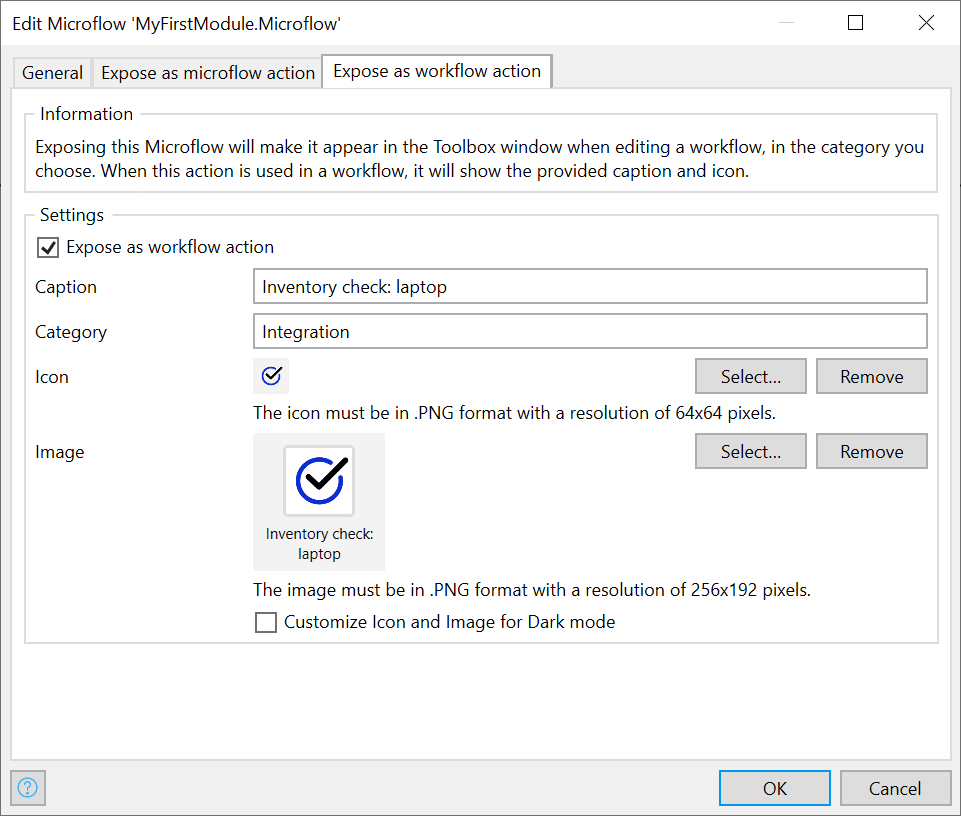 Edit Microflow 'MyFirstModule.Microflow'
General
Expose as microflow action
Expose as workflow action
Information
Exposing this Microflow will make it appear in the Toolbox window when editing a workflow, in the category you
choose. When this action is used in a workflow, it will show the provided caption and icon.
Settings
Expose as workflow action
Caption
Inventory check: laptop
Category
Integration
Icon
Select...
Remove
The icon must be in .PNG format with a resolution of 64x64 pixels.
Image
Select...
Remove
Inventory check:
laptop
The image must be in .PNG format with a resolution of 256x192 pixels.
Customize Icon and Image for Dark mode
?
OK
Cancel